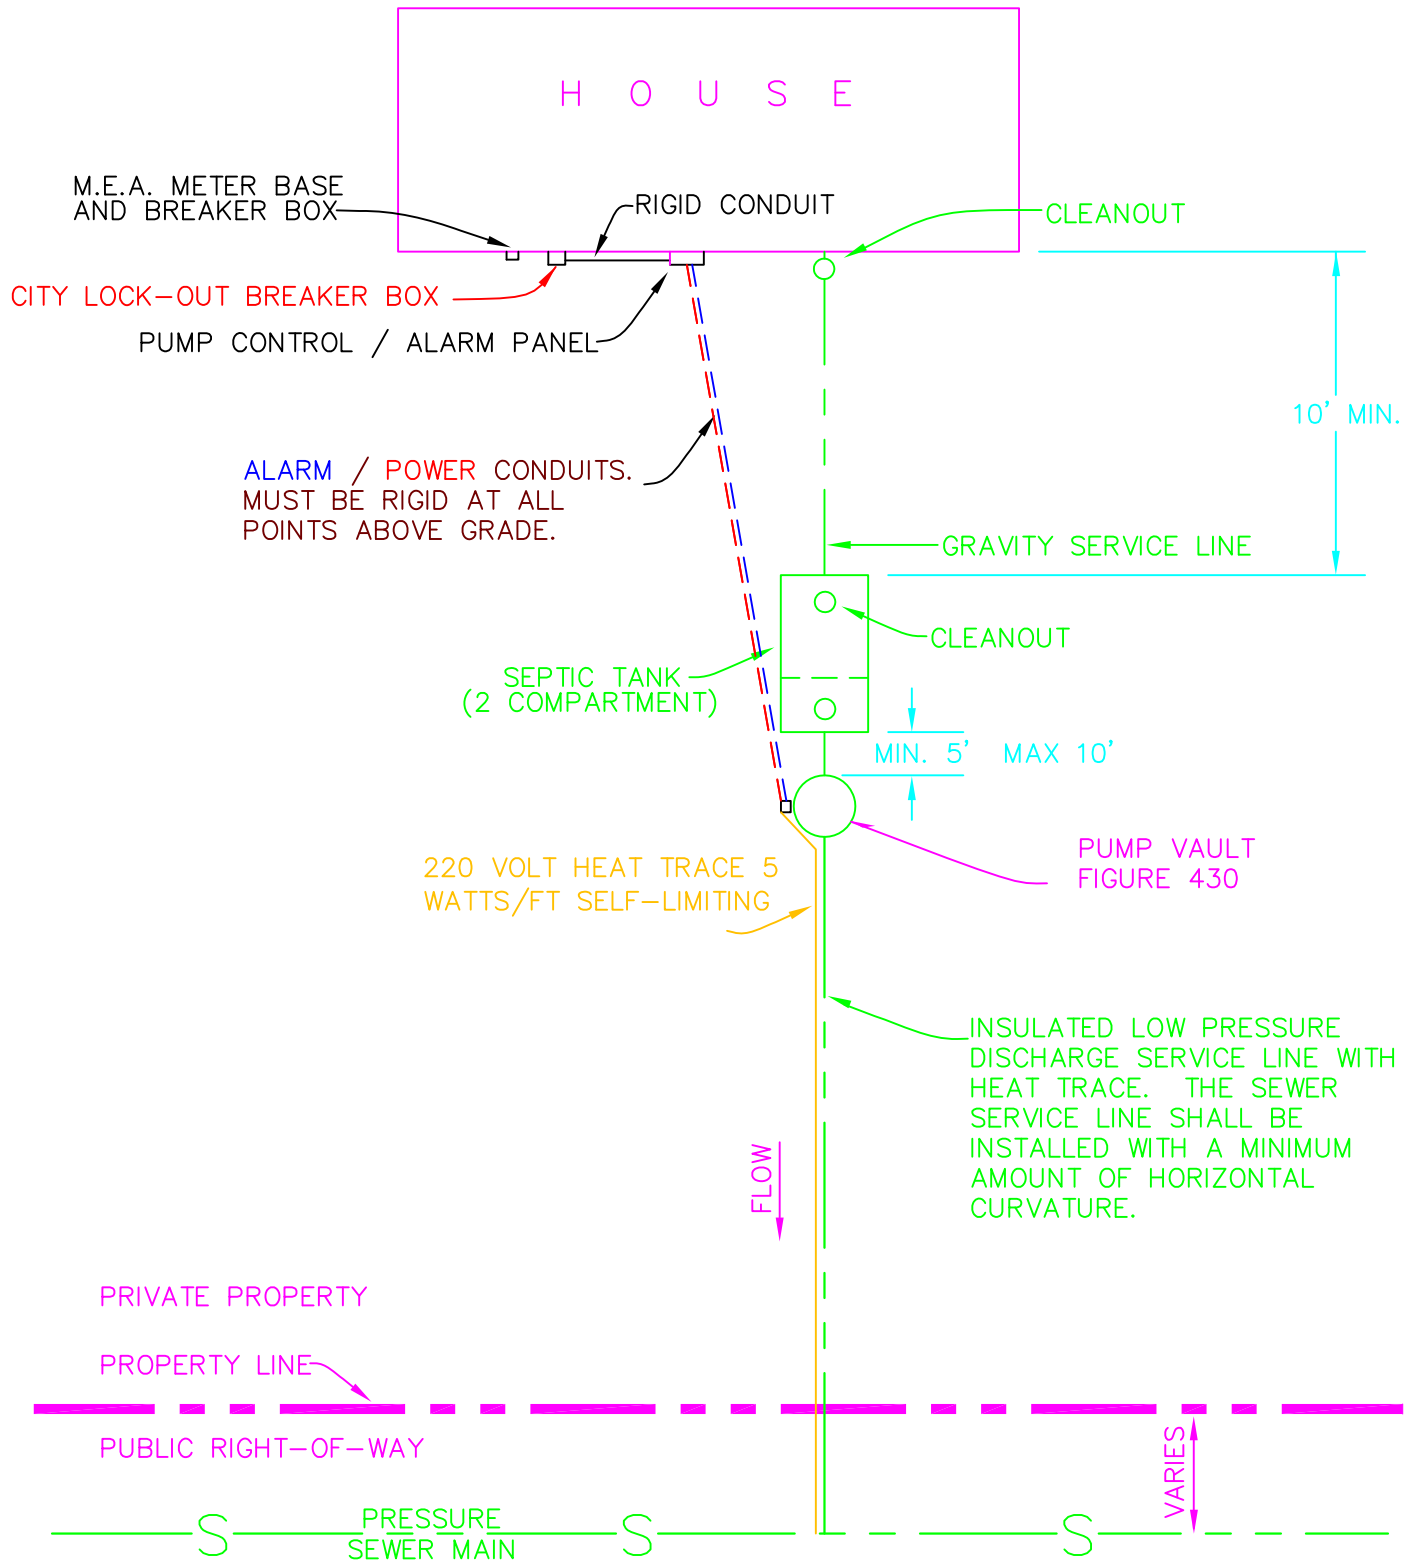 H O U S E
M.E.A. METER BASE
AND BREAKER BOX
RIGID CONDUIT
CLEANOUT
CITY LOCK-OUT BREAKER BOX
PUMP CONTROL / ALARM PANEL
10' MIN.
ALARM / POWER CONDUITS.
MUST BE RIGID AT ALL
POINTS ABOVE GRADE.
GRAVITY SERVICE LINE
CLEANOUT
SEPTIC TANK
(2 COMPARTMENT)
MIN. 5' MAX 10'
PUMP VAULT
FIGURE 430
220 VOLT HEAT TRACE 5
WATTS/FT SELF-LIMITING
INSULATED LOW PRESSURE
DISCHARGE SERVICE LINE WITH
HEAT TRACE. THE SEWER
SERVICE LINE SHALL BE
INSTALLED WITH A MINIMUM
AMOUNT OF HORIZONTAL
CURVATURE.
FLOW
PRIVATE PROPERTY
PROPERTY LINE
PUBLIC RIGHT-OF-WAY
VARIES
S
PRESSURE
SEWER MAIN
S
S